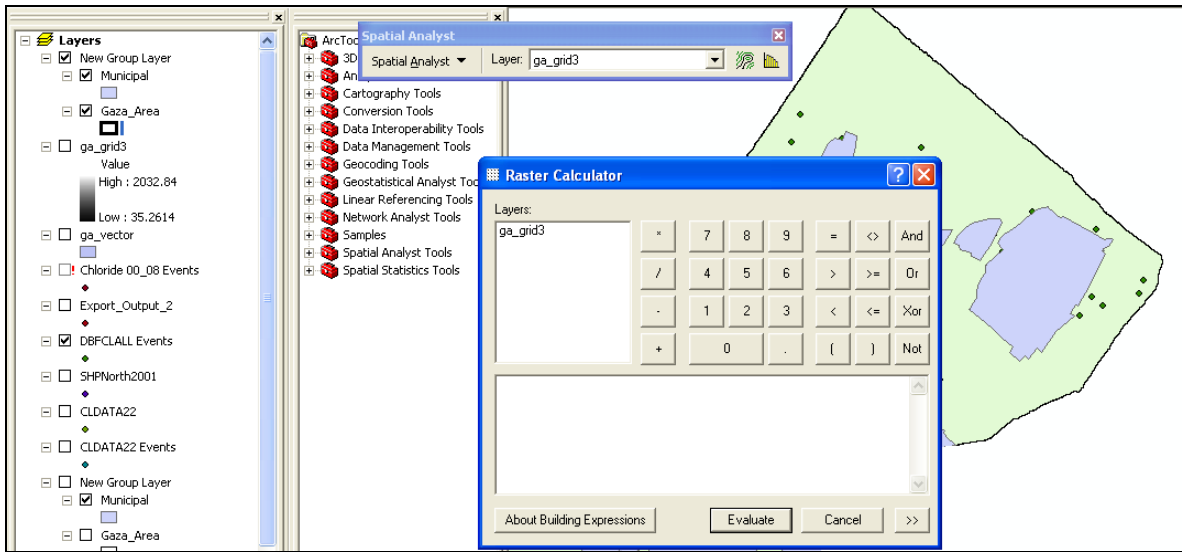 Layers
New Group Layer
Municipal
Gaza_Area
ga_grid3
Value
High : 2032.84
Low : 35.2614
ga_vector
Chloride 00_08 Events
Export_Output_2
DBFCLALL Events
SHPNorth2001
CLDATA22
CLDATA22 Events
New Group Layer
Municipal
Gaza_Area
ArcToo
3D
An
Cartography Tools
Conversion Tools
Data Interoperability Tools
Data Management Tools
Geocoding Tools
Geostatistical Analyst Too
Linear Referencing Tools
Network Analyst Tools
Samples
Spatial Analyst Tools
Spatial Statistics Tools
Spatial Analyst
Spatial Analyst Layer: ga_grid3
Raster Calculator
Layers:
ga_grid3
* 7 8 9 = <> And
/ 4 5 6 > >= Or
- 1 2 3 < <= Xor
+ 0 . ( ) Not
About Building Expressions Evaluate Cancel >>